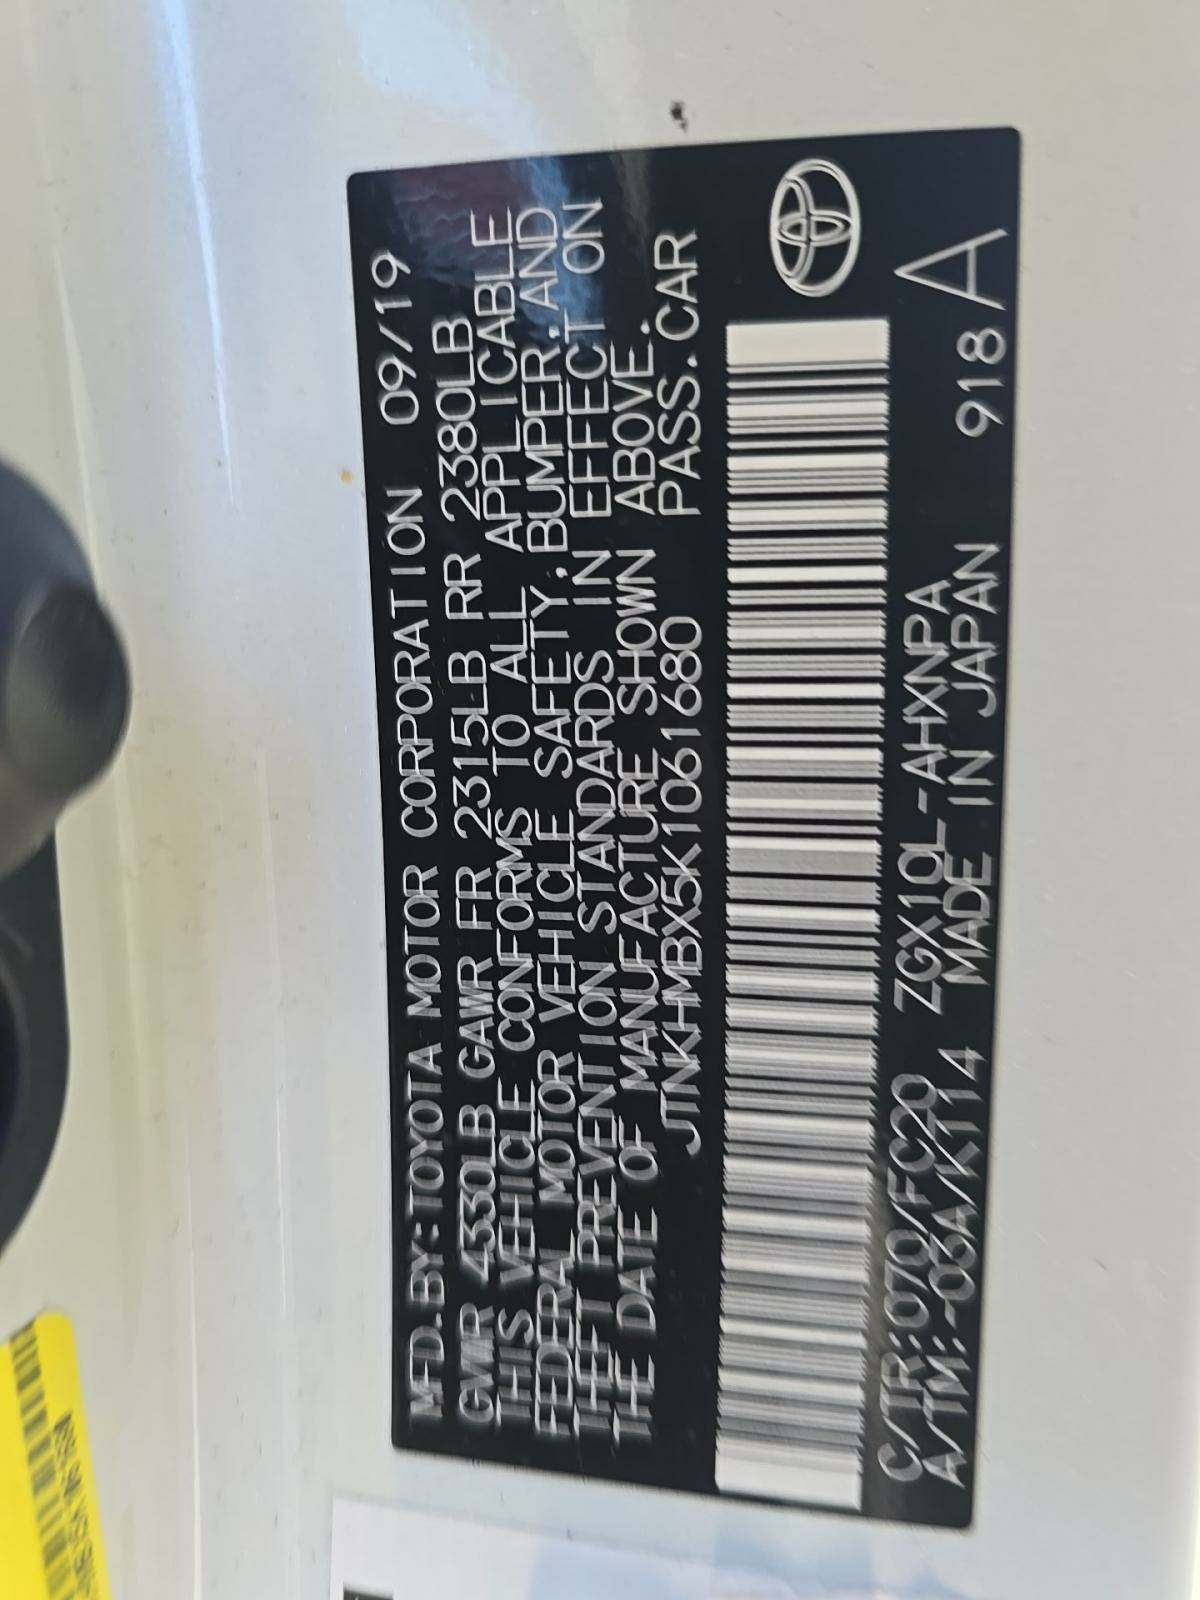 MFD.BY:TOYOTA MOTOR CORPORATION 09/19
GVWR 4330LB GAWR FR 2315LB RR 2380LB
THIS VEHICLE CONFORMS TO ALL APPLICABLE
FEDERAL MOTOR VEHICLE SAFETY,BUMPER,AND
THEFT PREVENTION STANDARDS IN EFFECT ON
THE DATE OF MANUFACTURE SHOWN ABOVE.
JTNKHMBX5K1061680 PASS.CAR
C/TR:070/FC20 ZGX10L-AHXNPA
A/TM:-03A/K114 MADE IN JAPAN 918 A